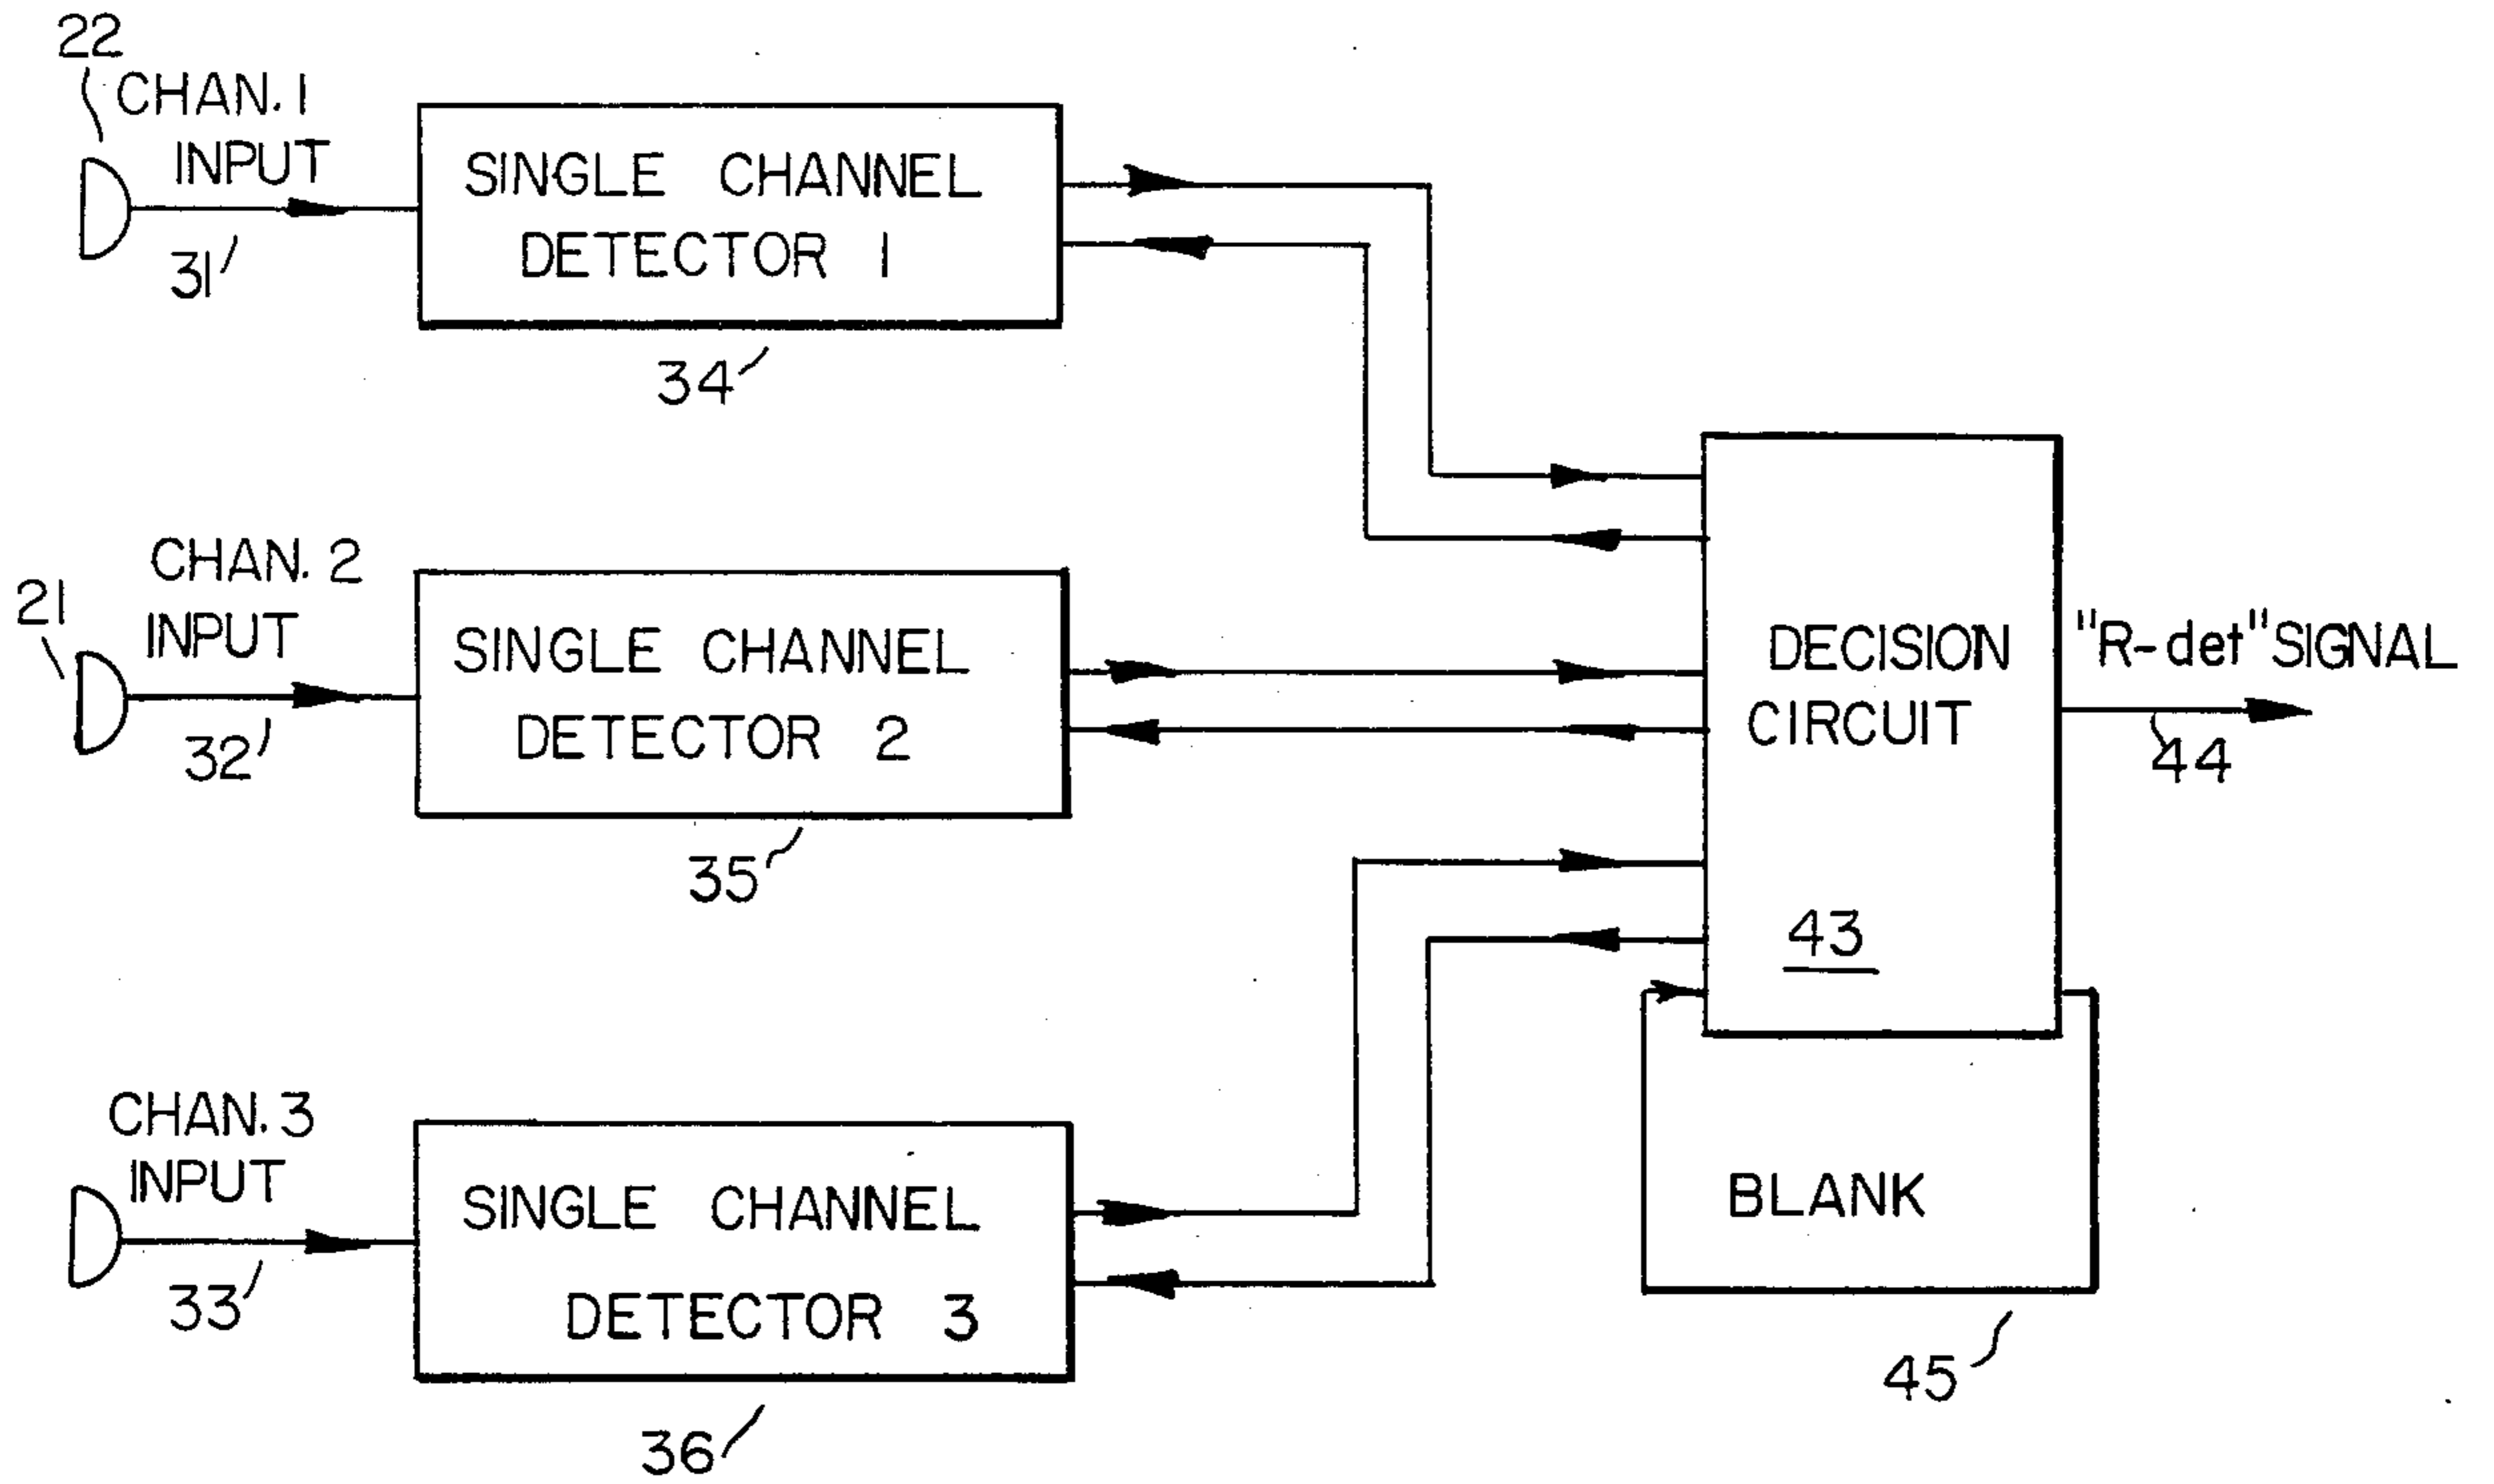 22
CHAN. 1
INPUT
31
SINGLE CHANNEL
DETECTOR 1
34
21
CHAN. 2
INPUT
32
SINGLE CHANNEL
DETECTOR 2
35
CHAN. 3
INPUT
33
SINGLE CHANNEL
DETECTOR 3
36
DECISION
CIRCUIT
43
"R-det" SIGNAL
44
BLANK
45